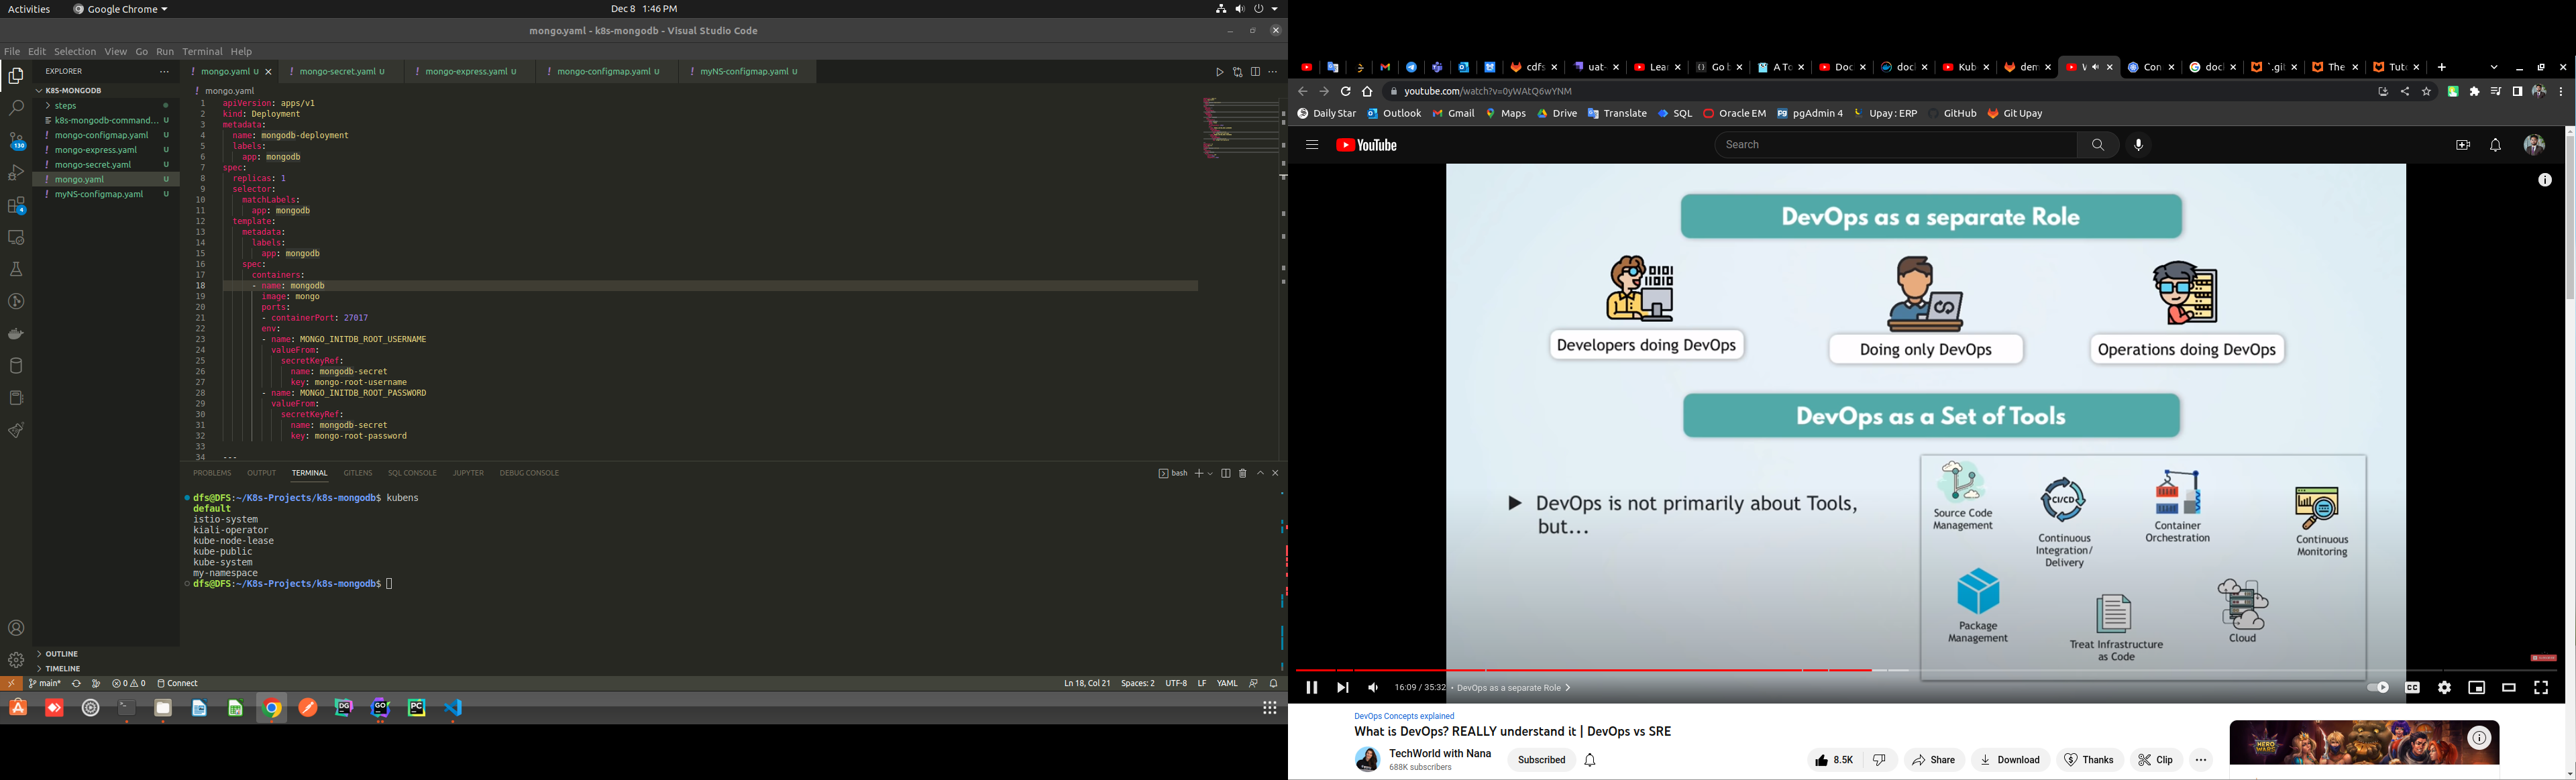 Activities
Google Chrome
Dec 8 1:46 PM
mongo.yaml - k8s-mongodb - Visual Studio Code
File Edit Selection View Go Run Terminal Help
EXPLORER
K8S-MONGODB
steps
k8s-mongodb-command... U
mongo-configmap.yaml U
mongo-express.yaml U
mongo-secret.yaml U
mongo.yaml U
myNS-configmap.yaml U
OUTLINE
TIMELINE
130
4
mongo.yaml U
mongo-secret.yaml U
mongo-express.yaml U
mongo-configmap.yaml U
myNS-configmap.yaml U
mongo.yaml
1 apiVersion: apps/v1
2 kind: Deployment
3 metadata:
4 name: mongodb-deployment
5 labels:
6 app: mongodb
7 spec:
8 replicas: 1
9 selector:
10 matchLabels:
11 app: mongodb
12 template:
13 metadata:
14 labels:
15 app: mongodb
16 spec:
17 containers:
18 - name: mongodb
19 image: mongo
20 ports:
21 - containerPort: 27017
22 env:
23 - name: MONGO_INITDB_ROOT_USERNAME
24 valueFrom:
25 secretKeyRef:
26 name: mongodb-secret
27 key: mongo-root-username
28 - name: MONGO_INITDB_ROOT_PASSWORD
29 valueFrom:
30 secretKeyRef:
31 name: mongodb-secret
32 key: mongo-root-password
33
34 ---
PROBLEMS OUTPUT TERMINAL GITLENS SQL CONSOLE JUPYTER DEBUG CONSOLE
bash
dfs@DFS:~/K8s-Projects/k8s-mongodb$ kubens
default
istio-system
kiali-operator
kube-node-lease
kube-public
kube-system
my-namespace
dfs@DFS:~/K8s-Projects/k8s-mongodb$
main*
0 0
Connect
Ln 18, Col 21 Spaces: 2 UTF-8 LF YAML
cdfs
uat-
Lear
Go b
A To
Doc
doc
Kub
dem
Con
doc
`.git
The
Tuto
youtube.com/watch?v=0yWAtQ6wYNM
Daily Star Outlook Gmail Maps Drive Translate SQL Oracle EM pgAdmin 4 Upay : ERP GitHub Git Upay
YouTube
Search
DevOps as a separate Role
Developers doing DevOps
Doing only DevOps
Operations doing DevOps
DevOps as a Set of Tools
DevOps is not primarily about Tools,
but...
Source Code
Management
CI/CD
Continuous
Integration/
Delivery
Container
Orchestration
Continuous
Monitoring
Package
Management
Treat Infrastructure
as Code
Cloud
16:09 / 35:32 • DevOps as a separate Role
DevOps Concepts explained
What is DevOps? REALLY understand it | DevOps vs SRE
TechWorld with Nana
688K subscribers
Subscribed
8.5K
Share
Download
Thanks
Clip
HERO
WARS